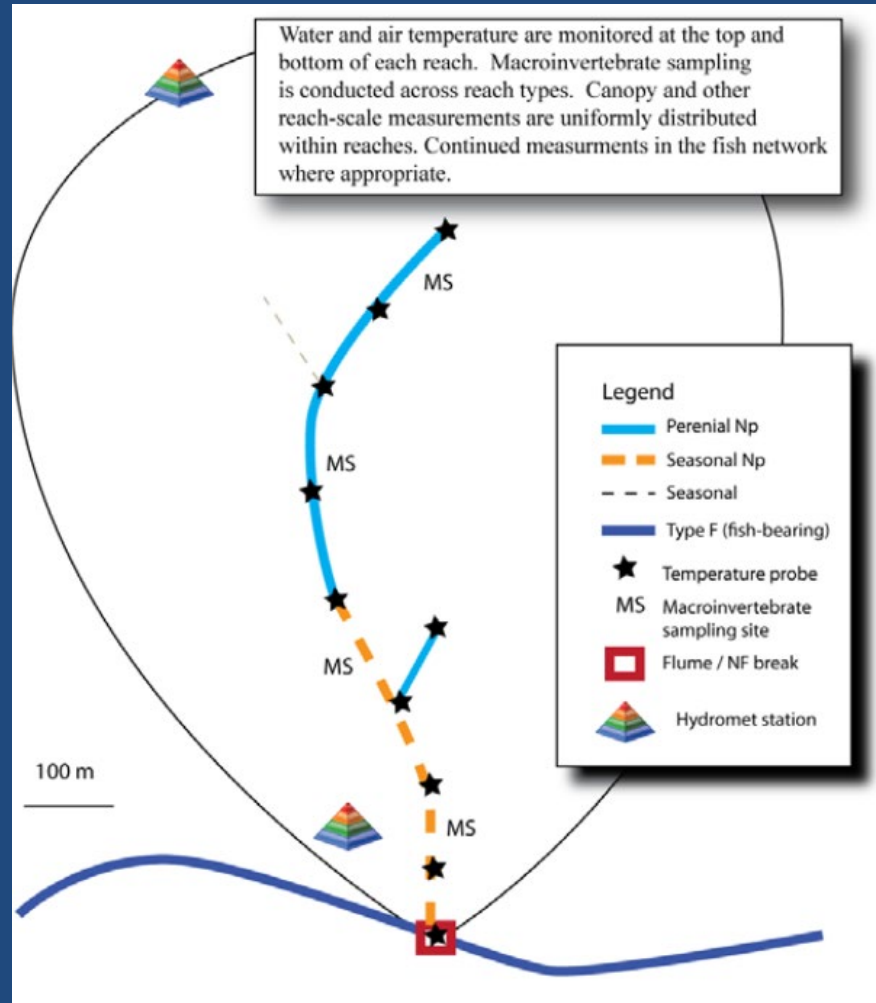 Water and air temperature are monitored at the top and
bottom of each reach. Macroinvertebrate sampling
is conducted across reach types. Canopy and other
reach-scale measurements are uniformly distributed
within reaches. Continued measurments in the fish network
where appropriate.
MS
MS
MS
MS
100 m
Legend
Perenial Np
Seasonal Np
Seasonal
Type F (fish-bearing)
Temperature probe
MS Macroinvertebrate
sampling site
Flume / NF break
Hydromet station